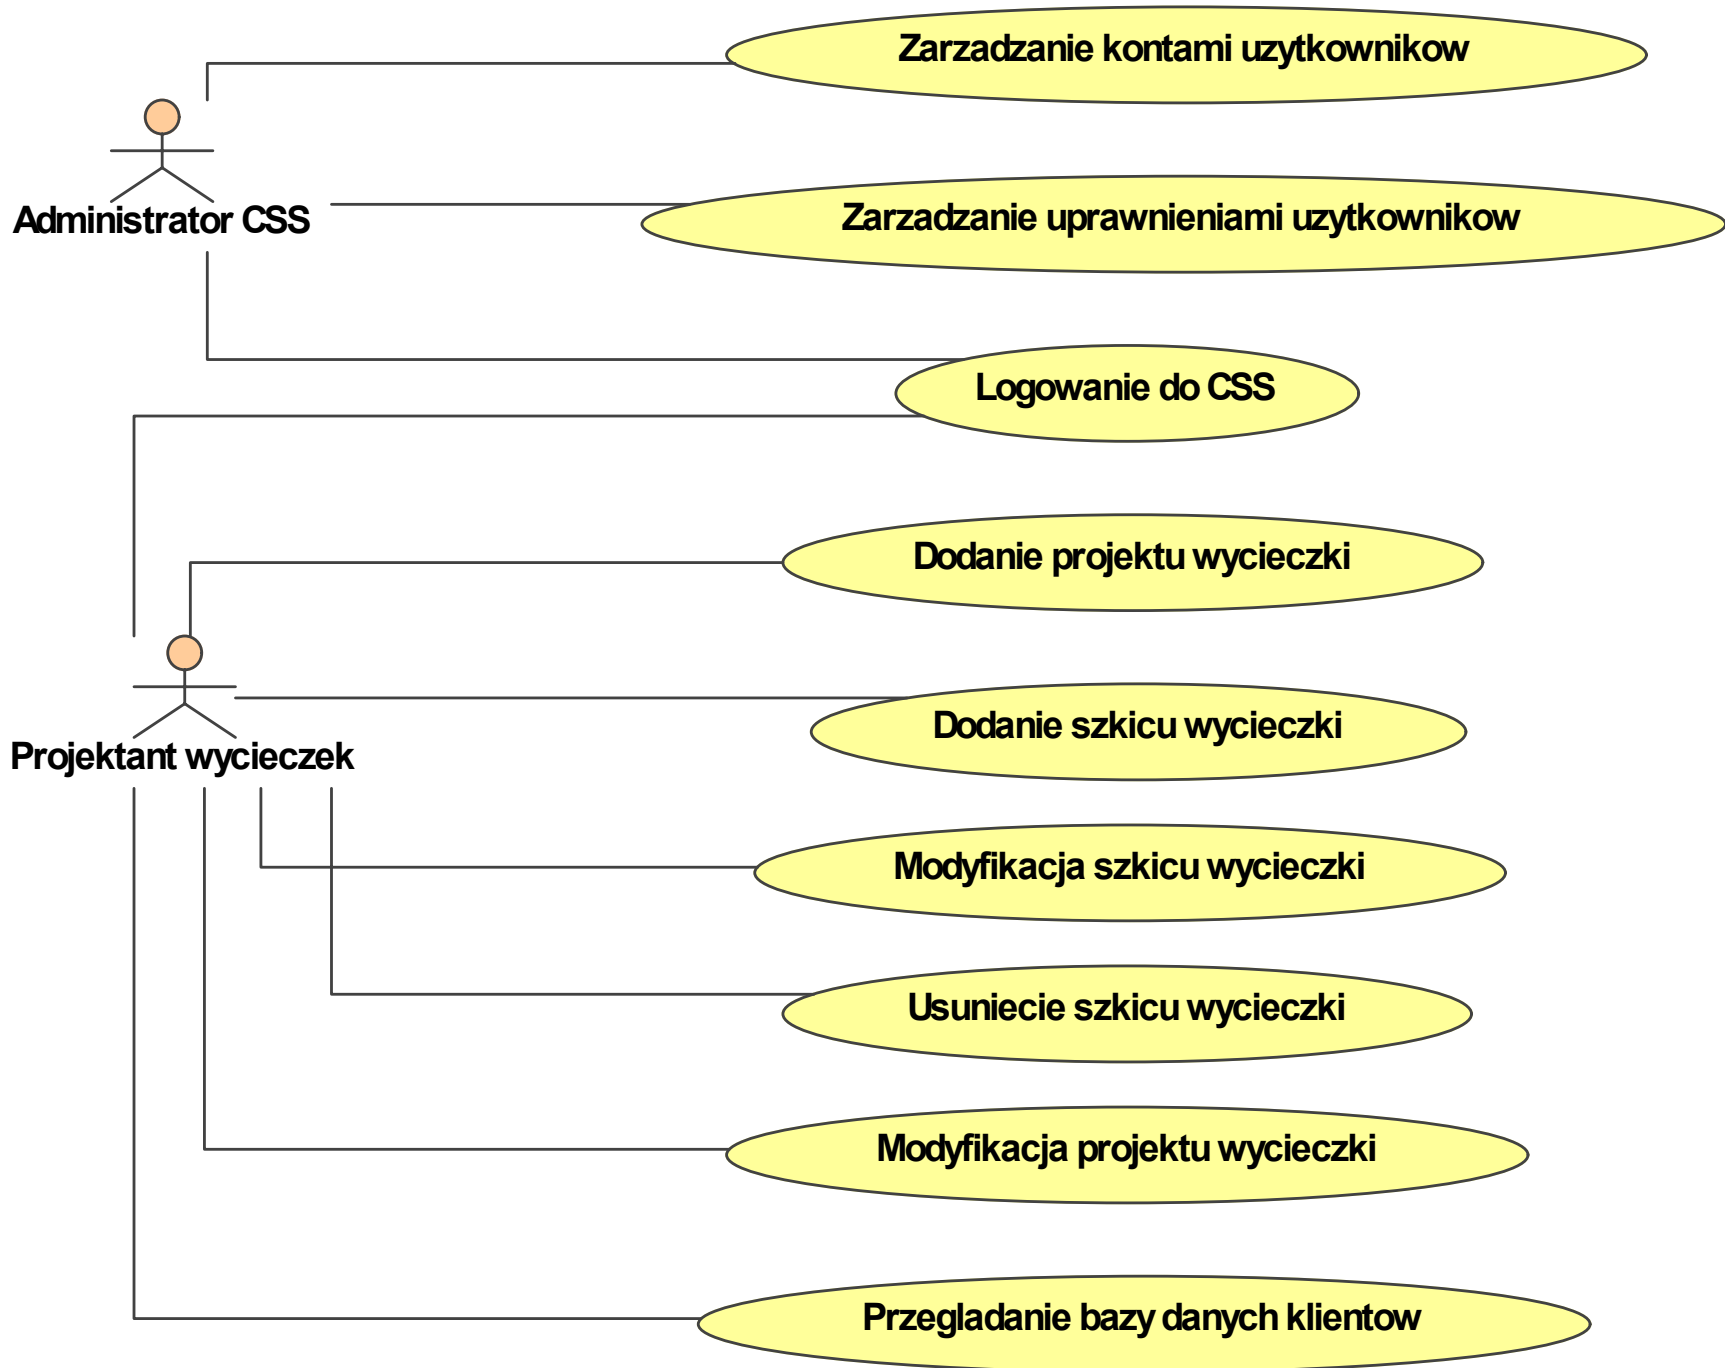 Zarzadzanie kontami uzytkownikow
Administrator CSS
Zarzadzanie uprawnieniami uzytkownikow
Logowanie do CSS
Dodanie projektu wycieczki
Dodanie szkicu wycieczki
Projektant wycieczek
Modyfikacja szkicu wycieczki
Usuniecie szkicu wycieczki
Modyfikacja projektu wycieczki
Przegladanie bazy danych klientow